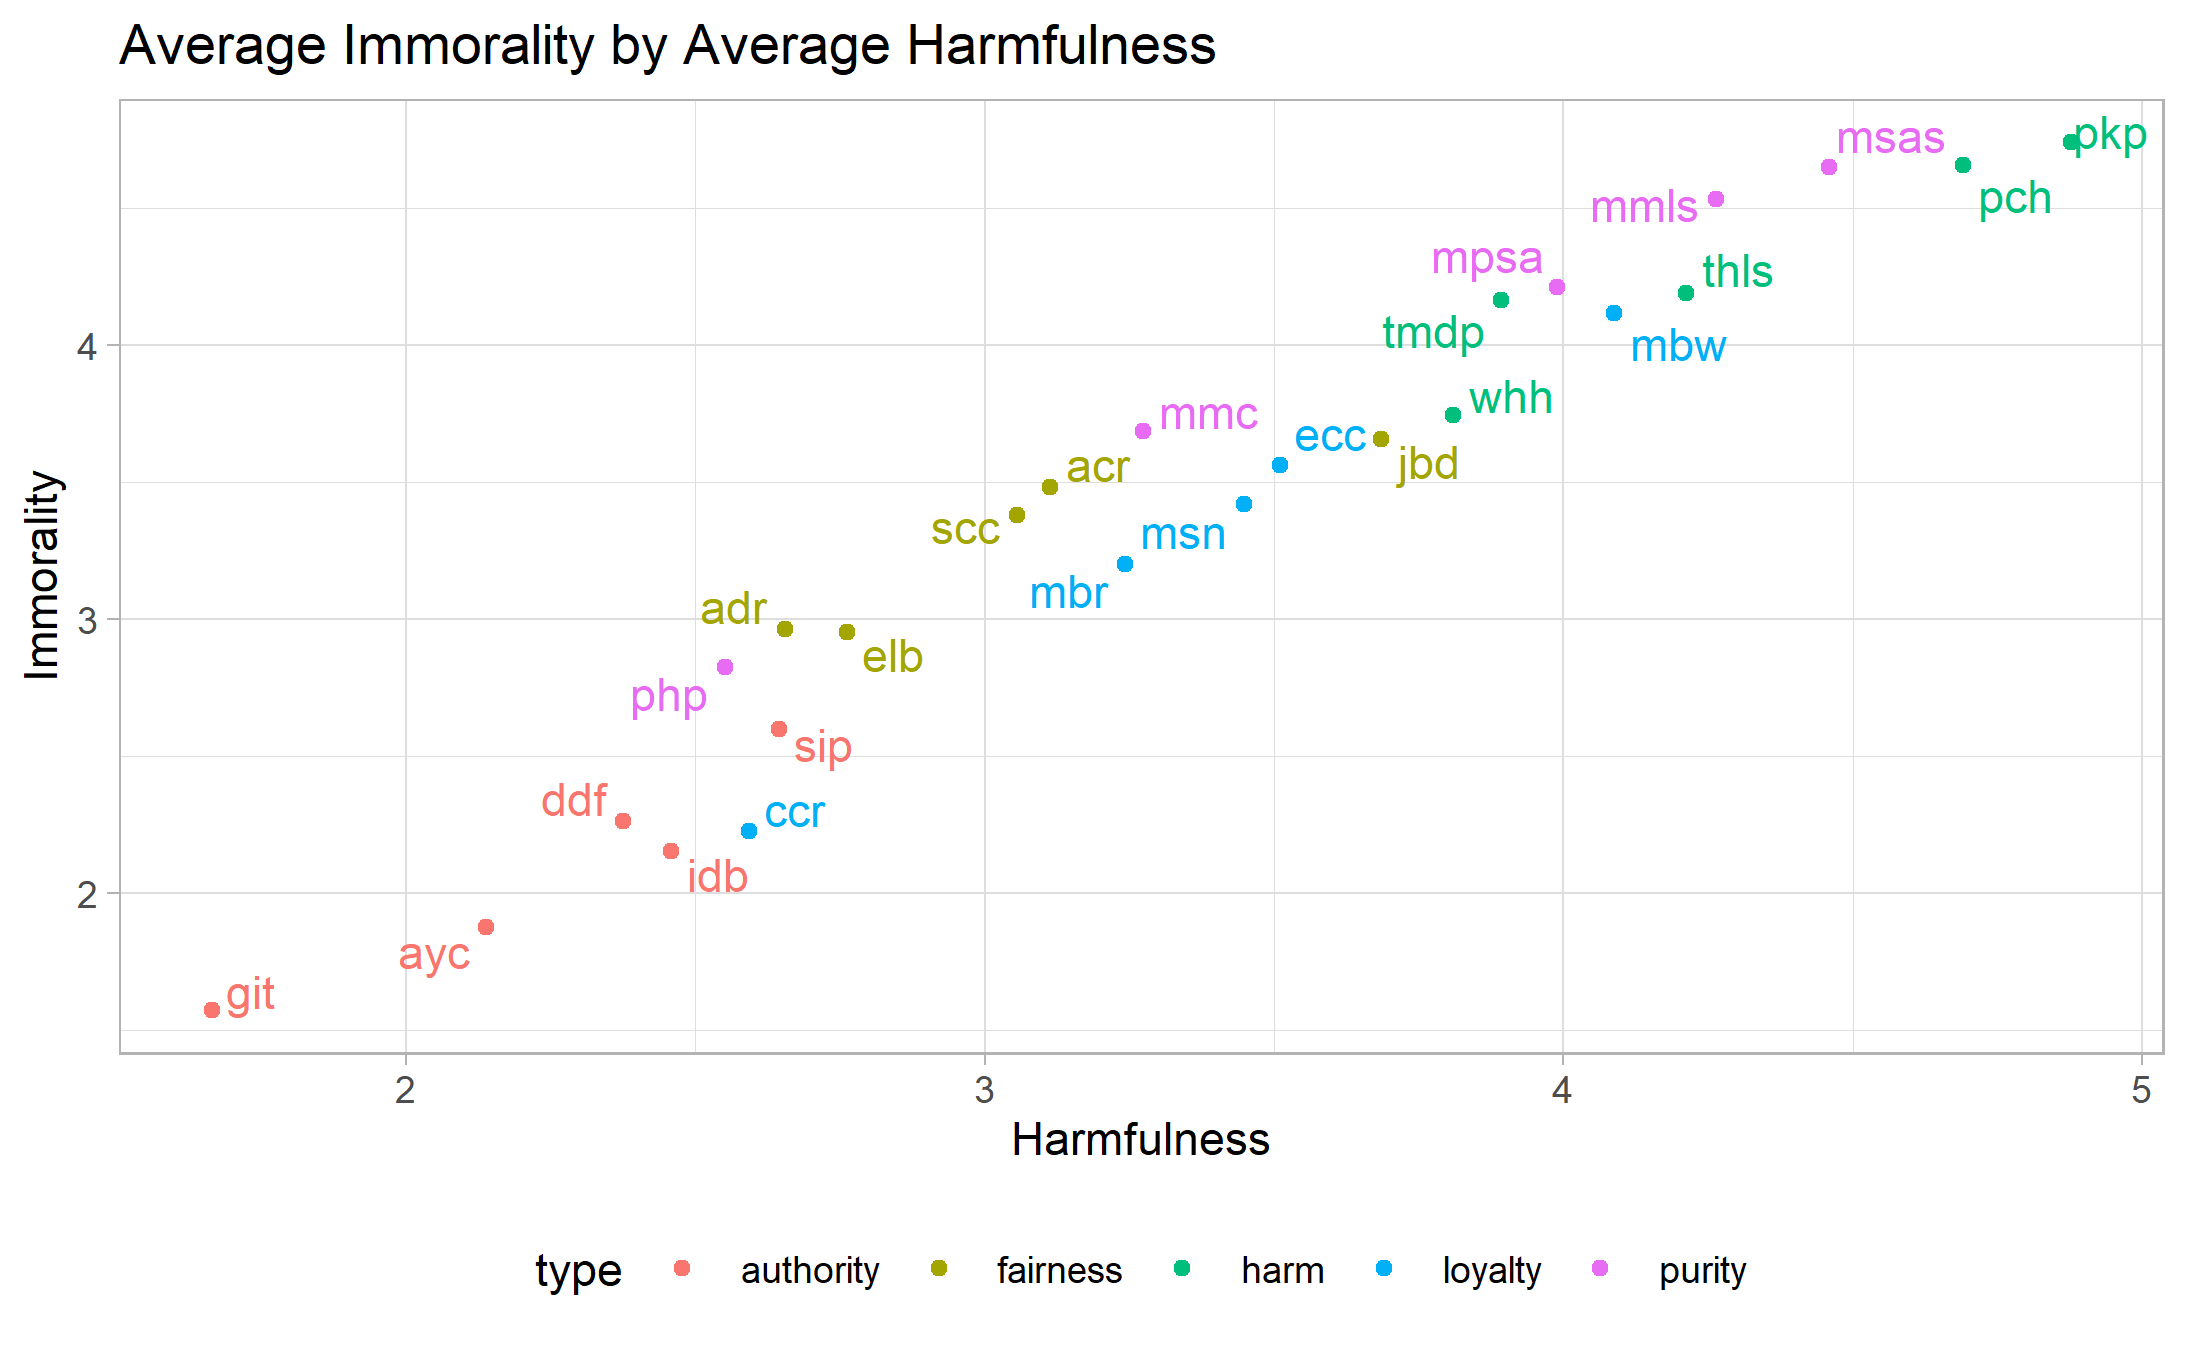 Average Immorality by Average Harmfulness
pkp
msas
pch
mmls
mpsa
thls
tmdp
mbw
whh
mmc
ecc
jbd
acr
scc
msn
mbr
adr
elb
php
sip
ddf
ccr
idb
ayc
git
Immorality
4
3
2
2 3 4 5
Harmfulness
type authority fairness harm loyalty purity